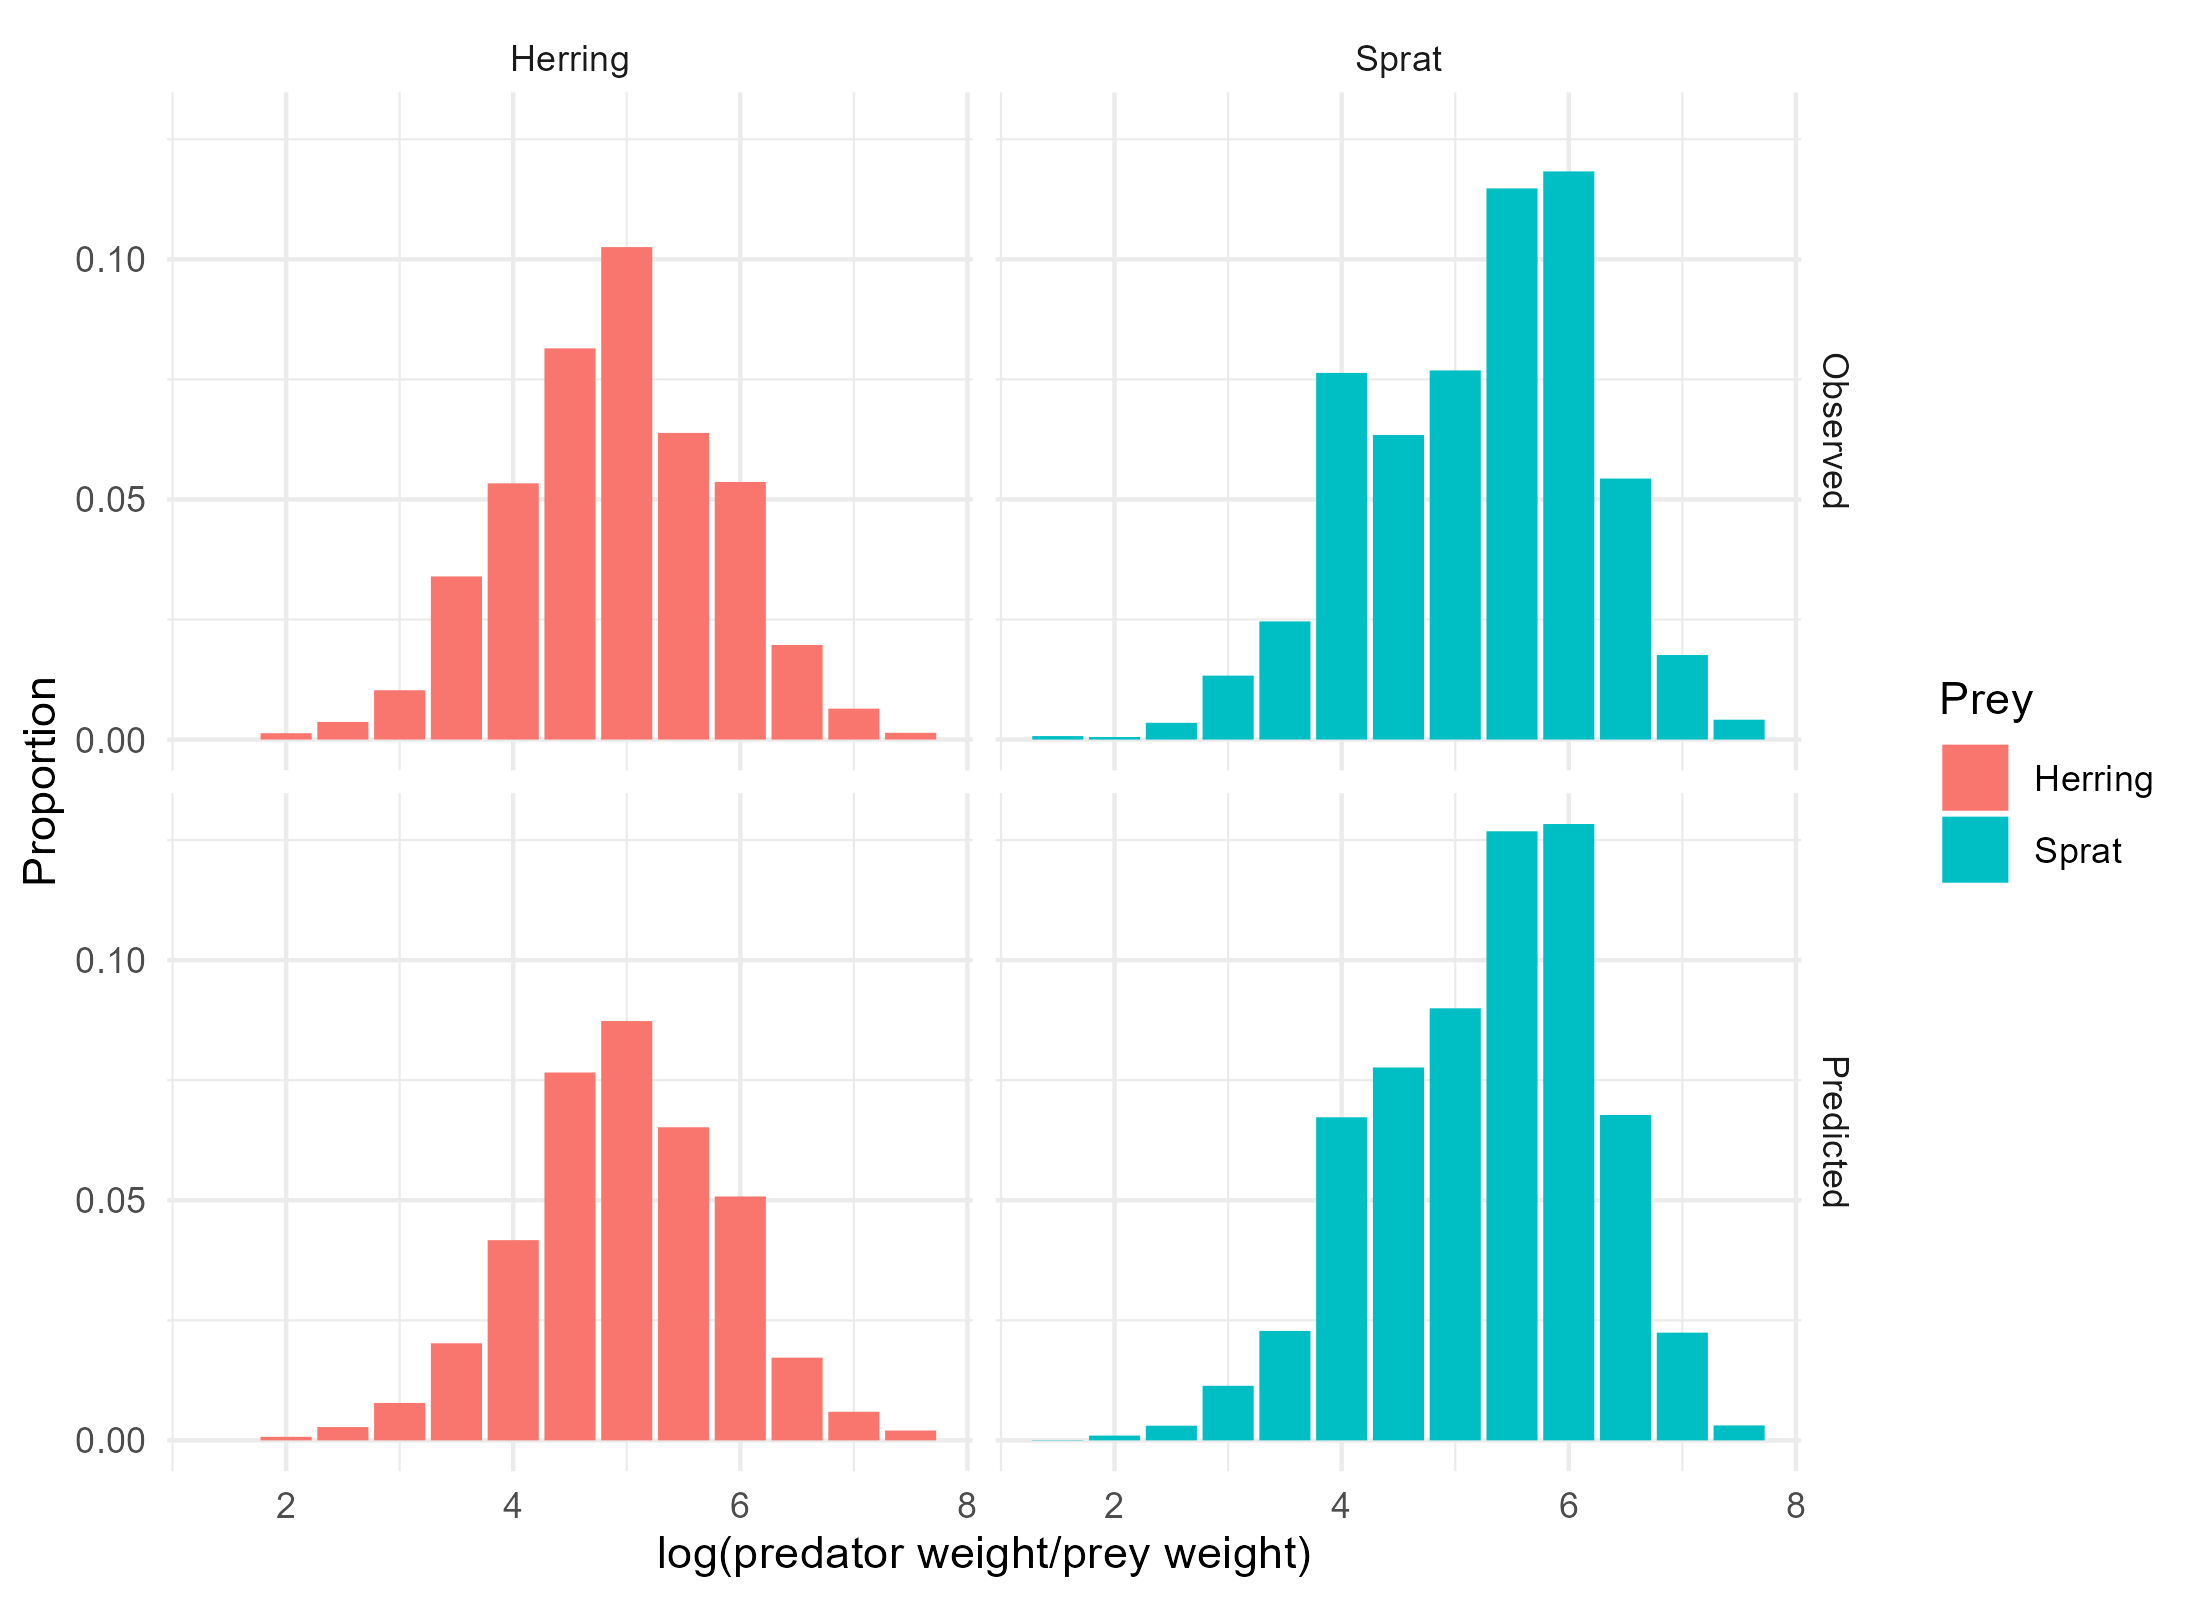 Herring
Sprat
0.10
0.05
0.00
Observed
0.10
0.05
0.00
Predicted
2
4
6
8
2
4
6
8
log(predator weight/prey weight)
Proportion
Prey
Herring
Sprat